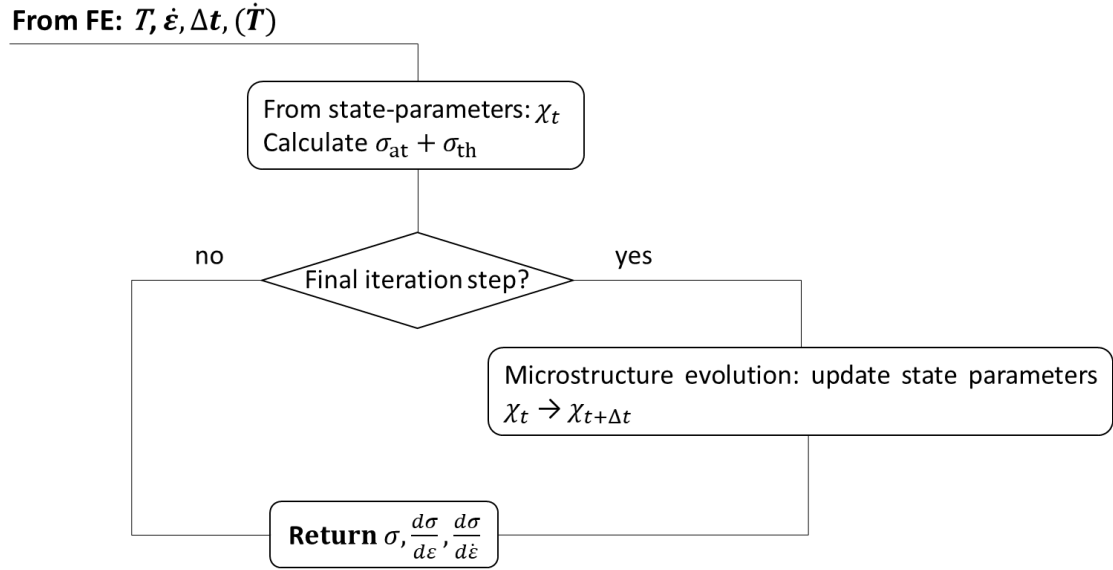 From FE: T, ε̇, Δt, (Ṫ)
From state-parameters: χₜ
Calculate σ_at + σ_th
no
yes
Final iteration step?
Microstructure evolution: update state parameters
χ_t → χ_{t+Δt}
Return σ, dσ/dε, dσ/dε̇